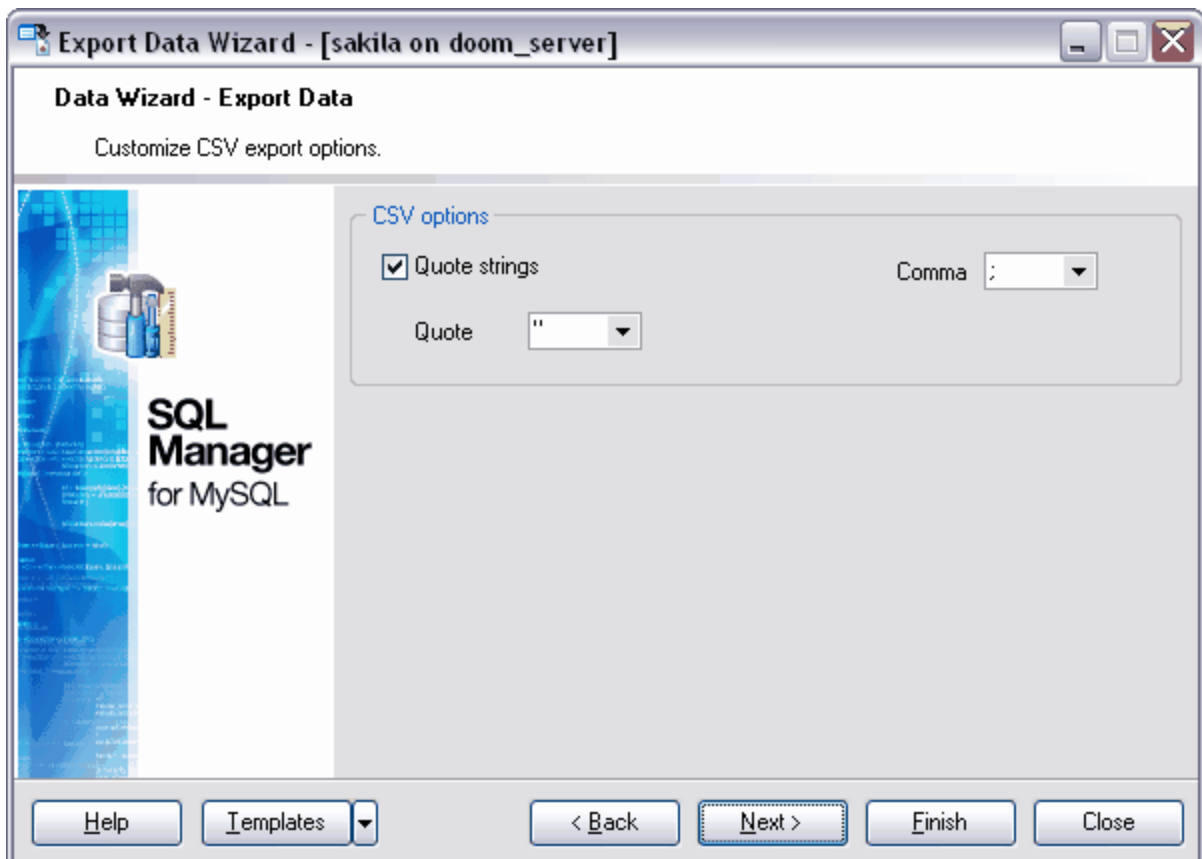 Export Data Wizard - [sakila on doom_server]
Data Wizard - Export Data
Customize CSV export options.
CSV options
Quote strings
Comma ;
Quote "
SQL
Manager
for MySQL
Help Templates < Back Next > Finish Close